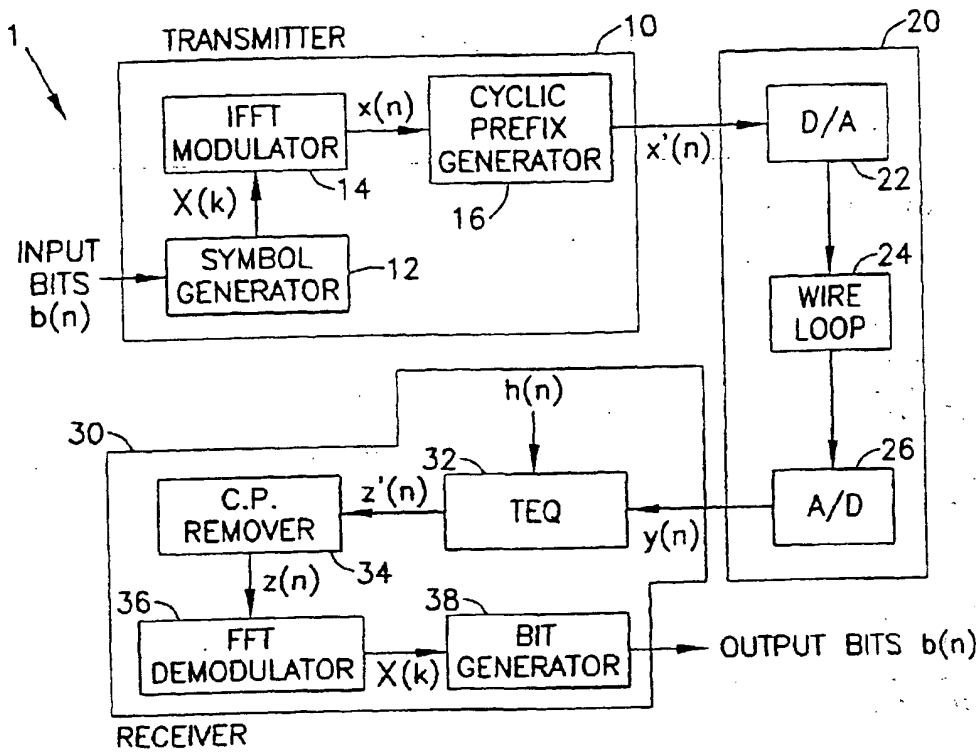 1
TRANSMITTER
10
20
IFFT
MODULATOR
14
x(n)
CYCLIC
PREFIX
GENERATOR
16
x'(n)
D/A
22
X(k)
INPUT
BITS
b(n)
SYMBOL
GENERATOR
12
24
WIRE
LOOP
30
h(n)
26
A/D
y(n)
32
TEQ
z'(n)
C.P.
REMOVER
34
z(n)
36
FFT
DEMODULATOR
X(k)
38
BIT
GENERATOR
OUTPUT BITS b(n)
RECEIVER